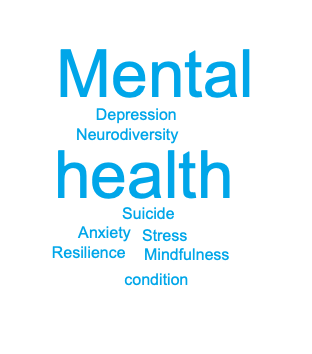 Mental
Depression
Neurodiversity
health
Suicide
Anxiety Stress
Resilience Mindfulness
condition